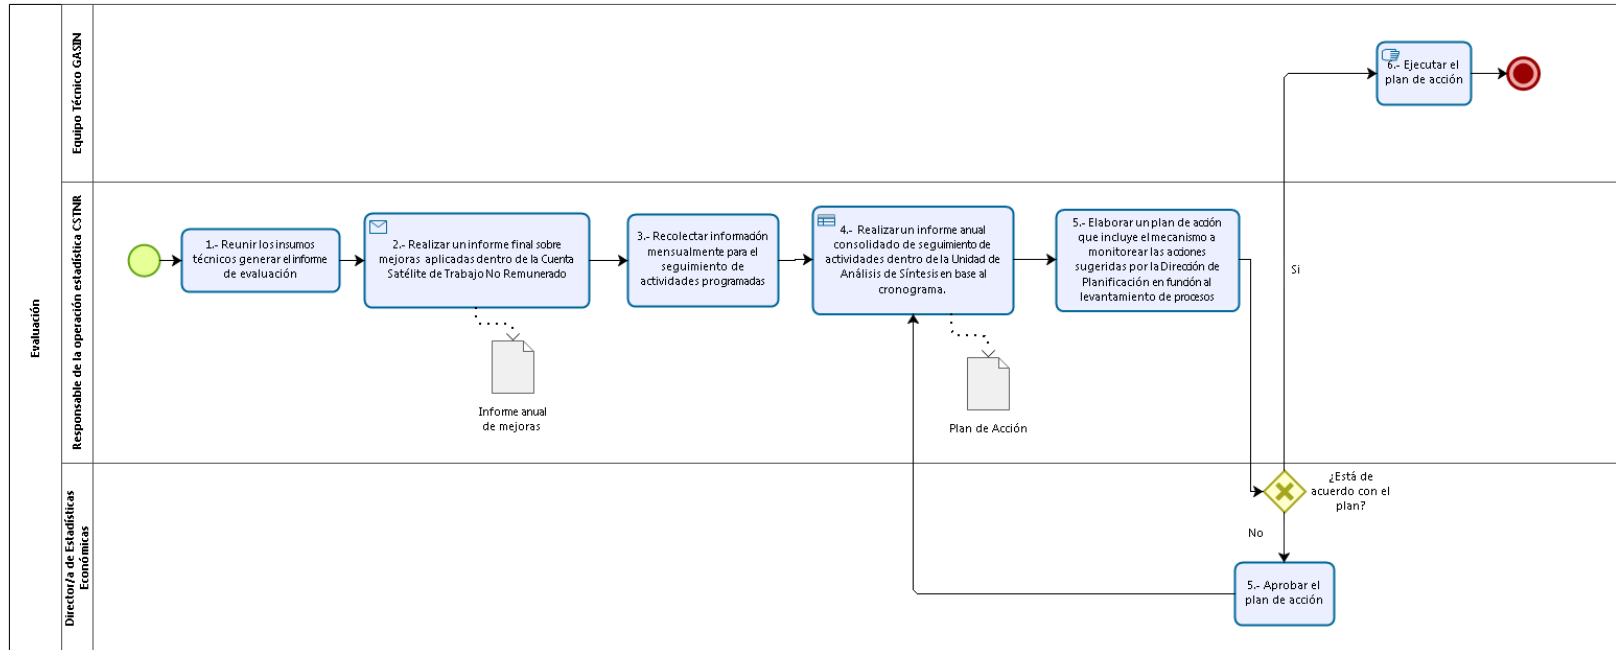 Evaluación
Equipo Técnico GASIN
6.- Ejecutar el
plan de acción
Responsable de la operación estadística CSTNR
1.- Reunir los insumos
técnicos generar el informe
de evaluación
2.- Realizar un informe final sobre
mejoras aplicadas dentro de la Cuenta
Satélite de Trabajo No Remunerado
3.- Recolectar información
mensualmente para el
seguimiento de
actividades programadas
4.- Realizar un informe anual
consolidado de seguimiento de
actividades dentro de la Unidad de
Análisis de Síntesis en base al
cronograma.
5.- Elaborar un plan de acción
que incluye el mecanismo a
monitorear las acciones
sugeridas por la Dirección de
Planificación en función al
levantamiento de procesos
Si
Informe anual
de mejoras
Plan de Acción
Director/a de Estadísticas
Económicas
¿Está de
acuerdo con el
plan?
No
5.- Aprobar el
plan de acción